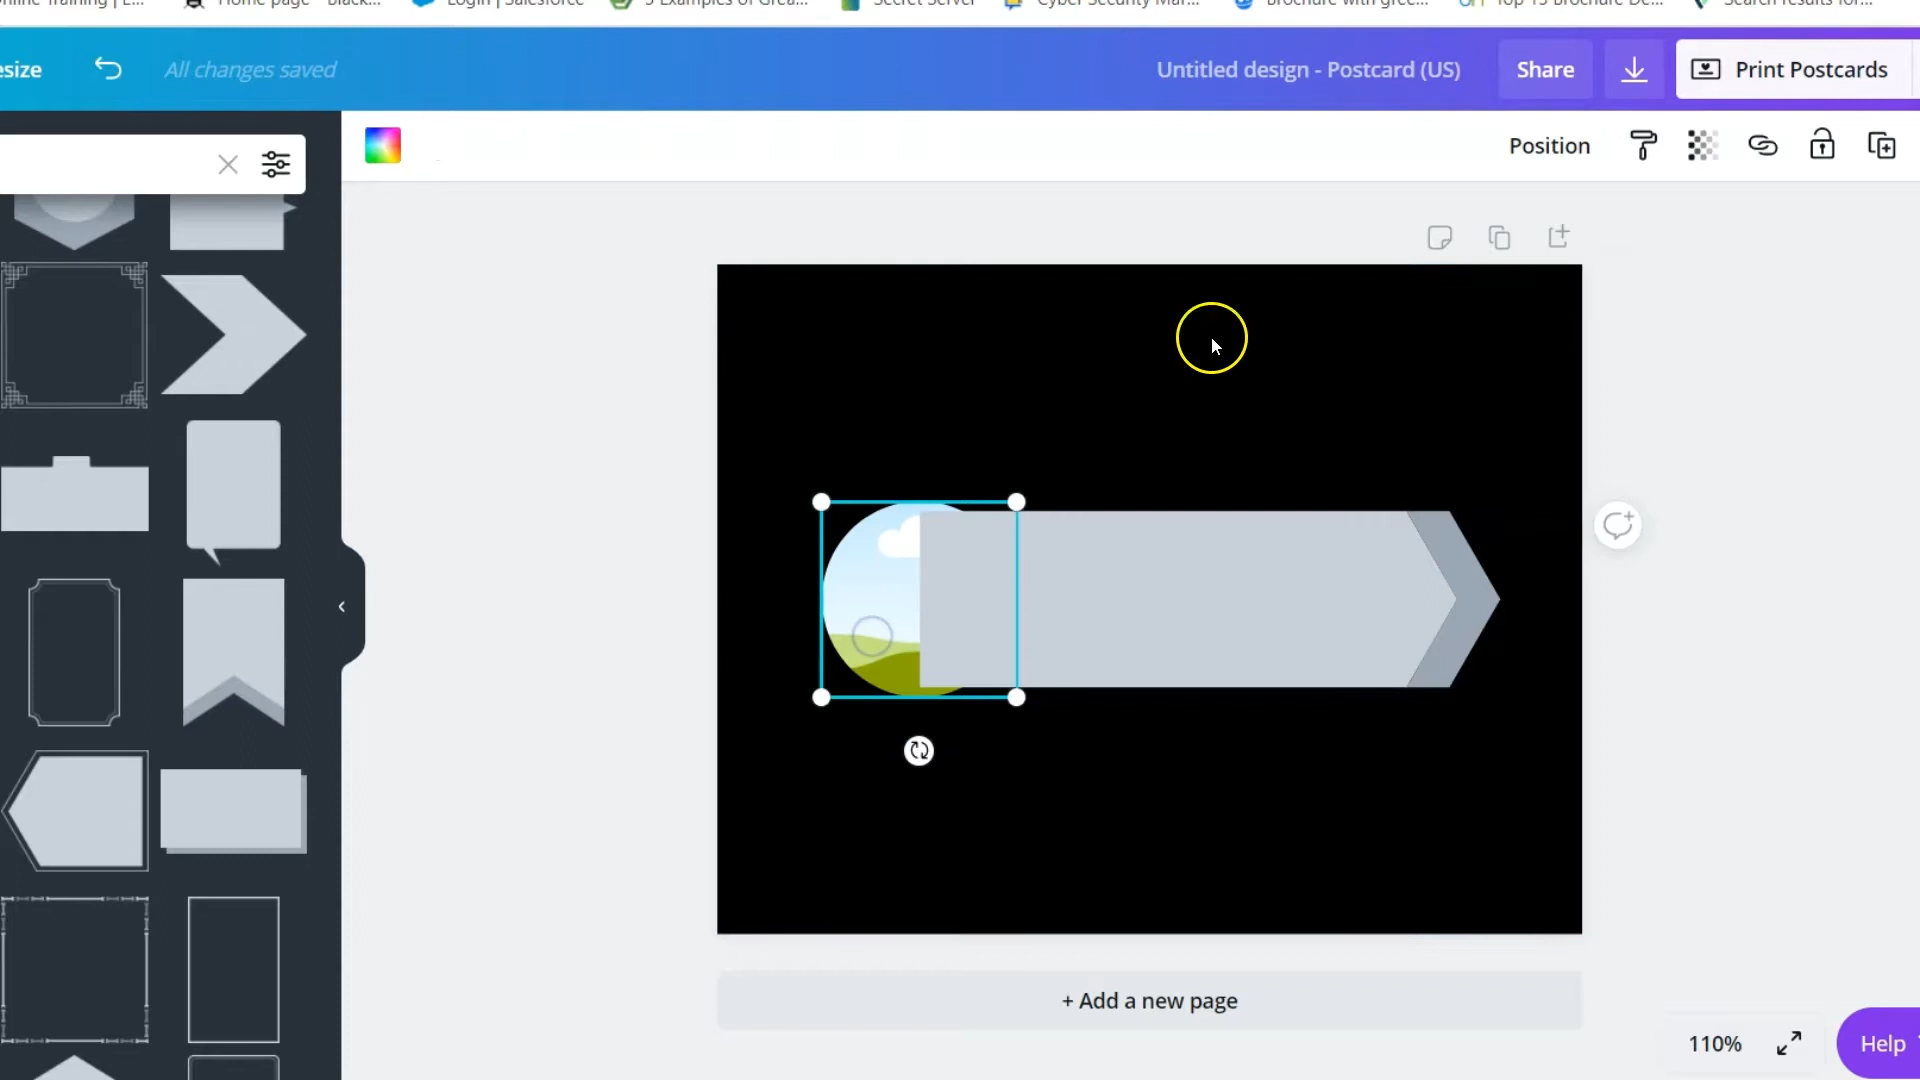 Online Training | E...
Home page - Black...
Login | Salesforce
5 Examples of Grea...
Secret Server
Cyber Security Mar...
Brochure with gree...
Top 15 Brochure De...
Search results for...
esize
All changes saved
Untitled design - Postcard (US)
Share
Print Postcards
Position
+ Add a new page
110%
Help